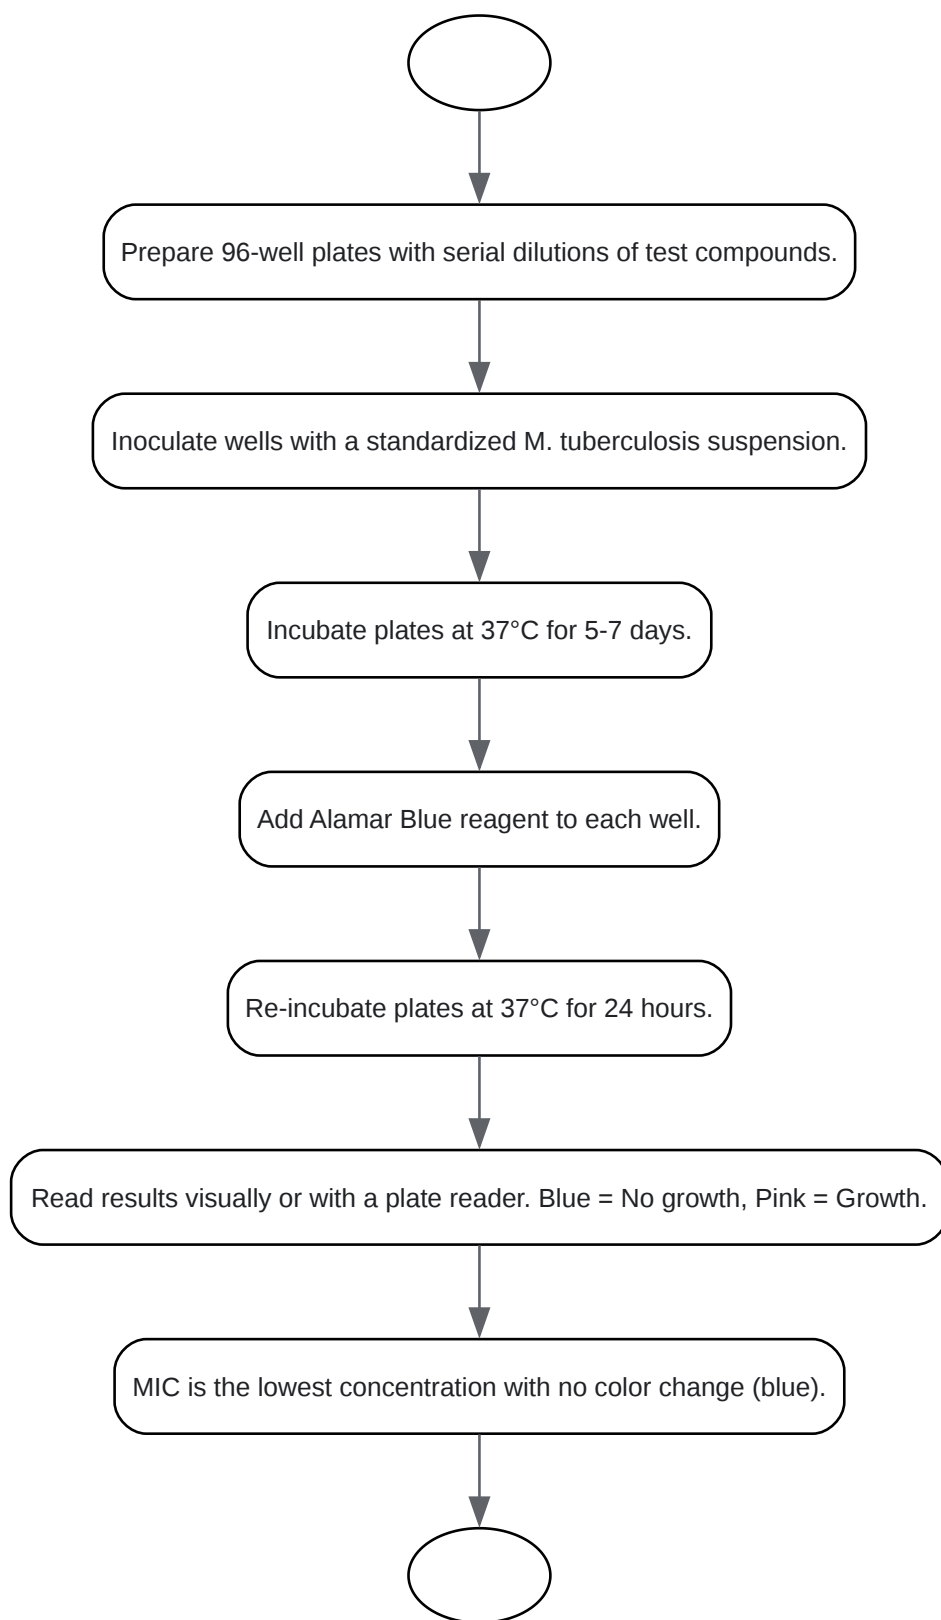 Prepare 96-well plates with serial dilutions of test compounds.
Inoculate wells with a standardized M. tuberculosis suspension.
Incubate plates at 37°C for 5-7 days.
Add Alamar Blue reagent to each well.
Re-incubate plates at 37°C for 24 hours.
Read results visually or with a plate reader. Blue = No growth, Pink = Growth.
MIC is the lowest concentration with no color change (blue).